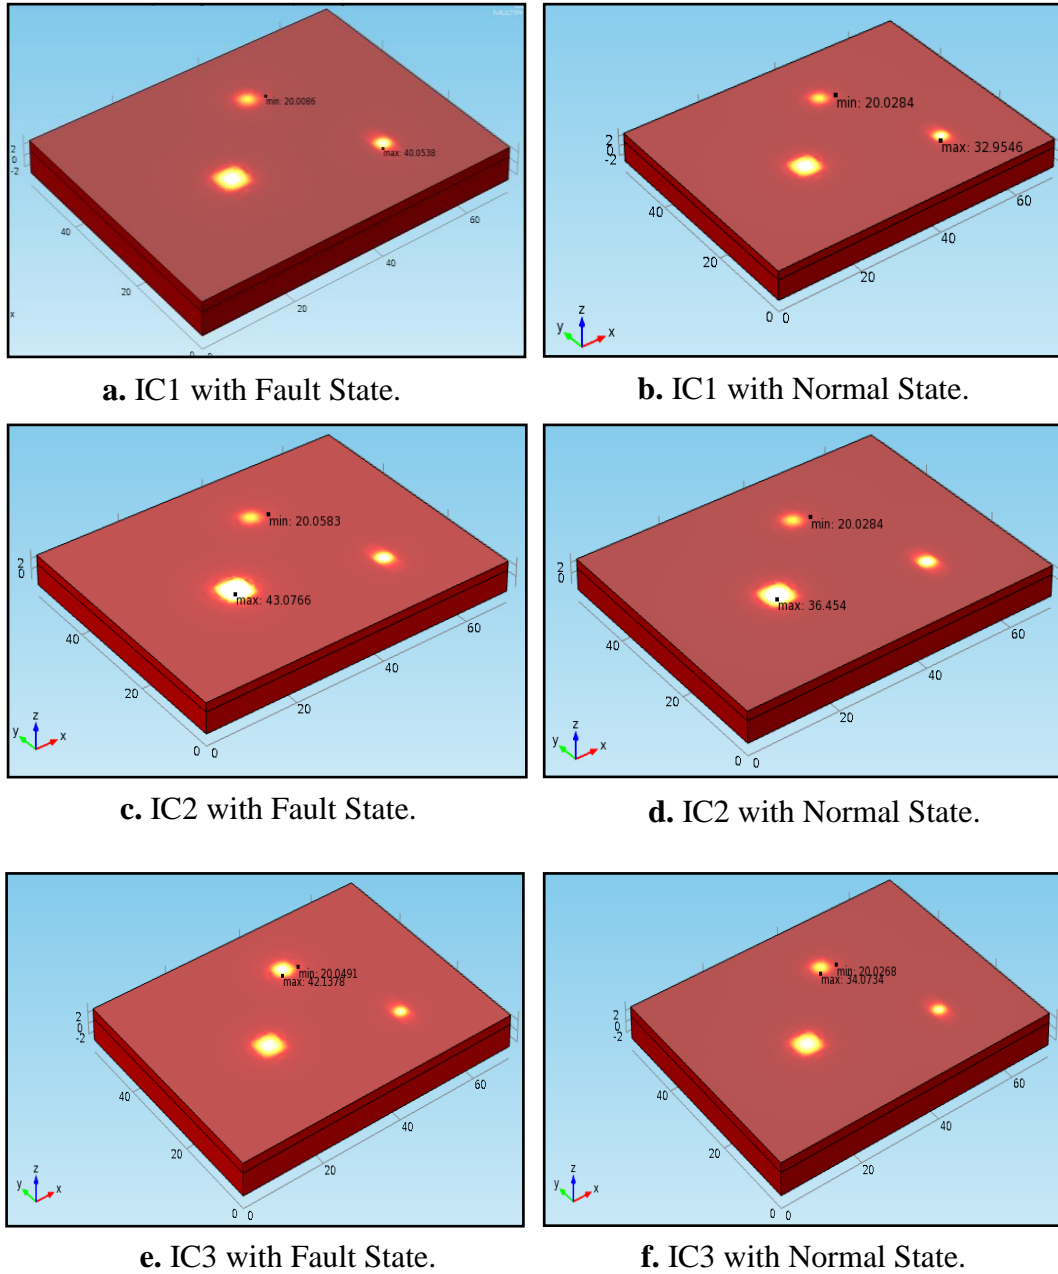 MULTIP
min: 20.0086
max: 40.0538
2
0
-2
40
20
0
0
20
40
60
x
min: 20.0284
max: 32.9546
2
0
-2
40
20
0
0
20
40
60
z
y
x
a. IC1 with Fault State.
b. IC1 with Normal State.
min: 20.0583
max: 43.0766
2
0
40
20
0
0
20
40
60
z
y
x
min: 20.0284
max: 36.454
2
0
40
20
0
0
20
40
60
z
y
x
c. IC2 with Fault State.
d. IC2 with Normal State.
min: 20.0491
max: 42.1378
2
0
-2
40
20
0
0
20
40
60
z
y
x
min: 20.0268
max: 34.0734
2
0
-2
40
20
0
0
20
40
60
z
y
x
e. IC3 with Fault State.
f. IC3 with Normal State.